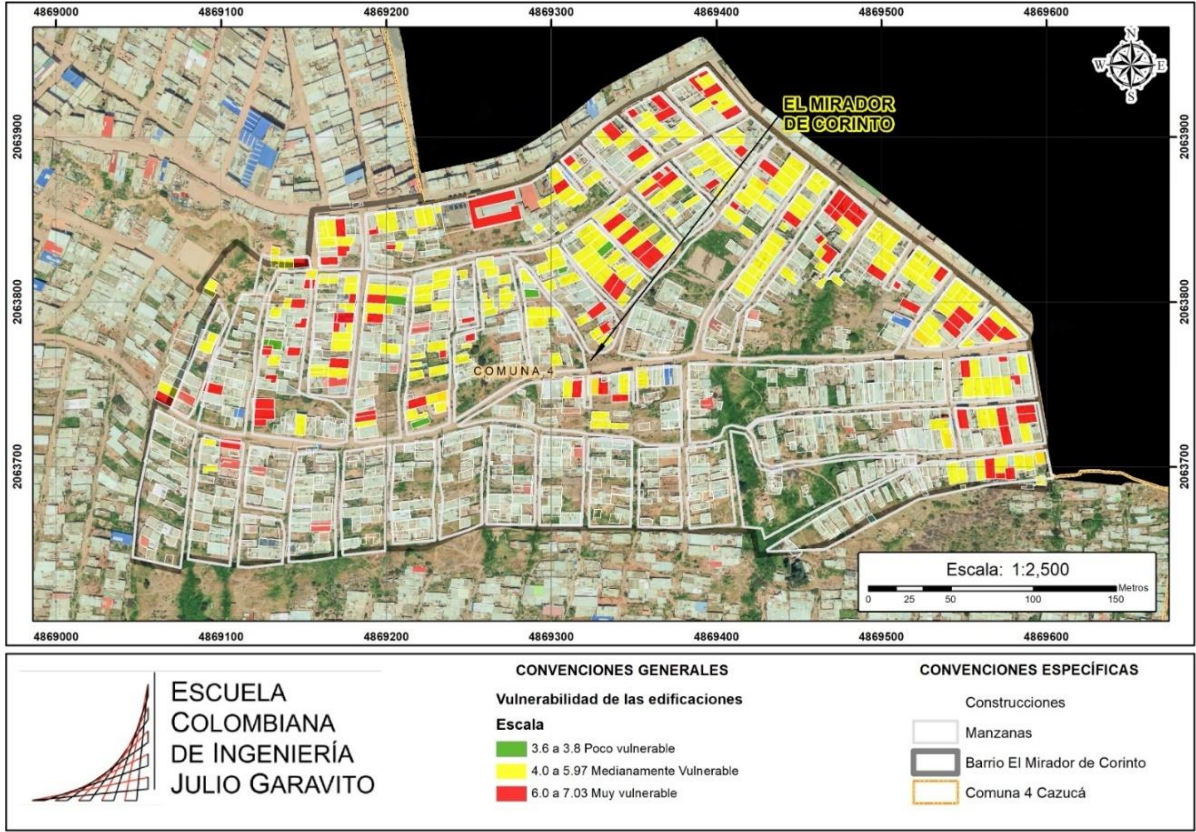 4869000 4869100 4869200 4869300 4869400 4869500 4869600
N
W E
S
EL MIRADOR
DE CORINTO
2063900 2063900
2063800 2063800
COMUNA 4
2063700 2063700
Escala: 1:2,500
Metros
0 25 50 100 150
4869000 4869100 4869200 4869300 4869400 4869500 4869600
ESCUELA
COLOMBIANA
DE INGENIERÍA
JULIO GARAVITO
CONVENCIONES GENERALES
Vulnerabilidad de las edificaciones
Escala
3.6 a 3.8 Poco vulnerable
4.0 a 5.97 Medianamente Vulnerable
6.0 a 7.03 Muy vulnerable
CONVENCIONES ESPECÍFICAS
Construcciones
Manzanas
Barrio El Mirador de Corinto
Comuna 4 Cazucá